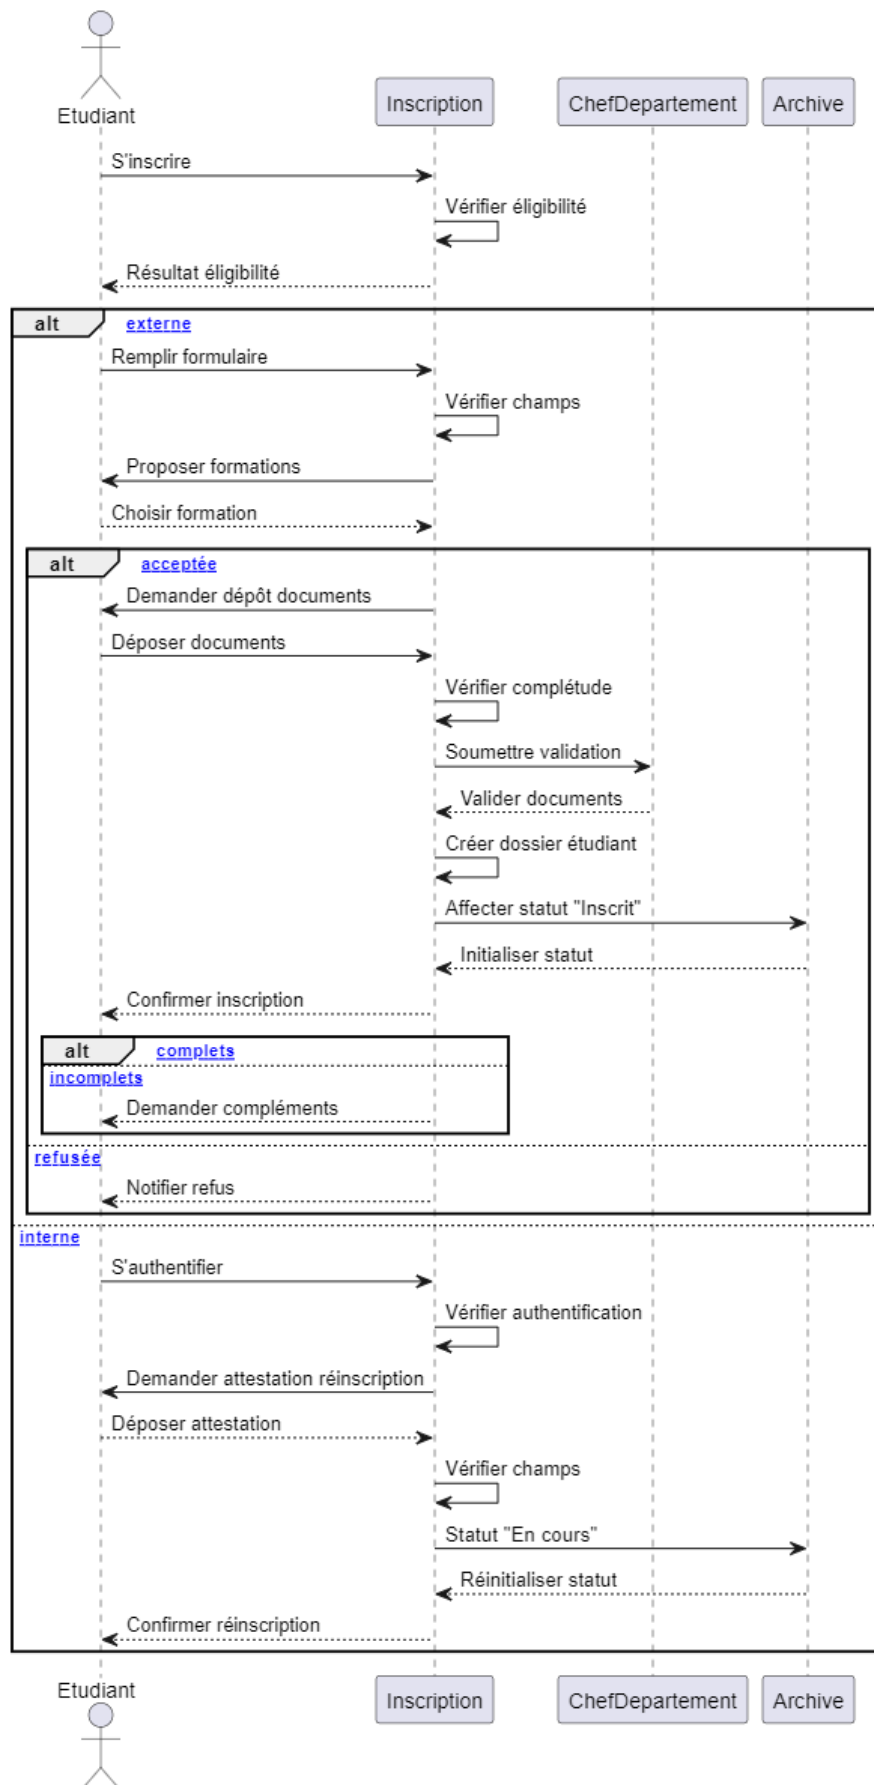 Etudiant
Inscription
ChefDepartement
Archive
S'inscrire
Vérifier éligibilité
Résultat éligibilité
alt
externe
Remplir formulaire
Vérifier champs
Proposer formations
Choisir formation
alt
acceptée
Demander dépôt documents
Déposer documents
Vérifier complétude
Soumettre validation
Valider documents
Créer dossier étudiant
Affecter statut "Inscrit"
Initialiser statut
Confirmer inscription
alt
complets
incomplets
Demander compléments
refusée
Notifier refus
interne
S'authentifier
Vérifier authentification
Demander attestation réinscription
Déposer attestation
Vérifier champs
Statut "En cours"
Réinitialiser statut
Confirmer réinscription
Etudiant
Inscription
ChefDepartement
Archive